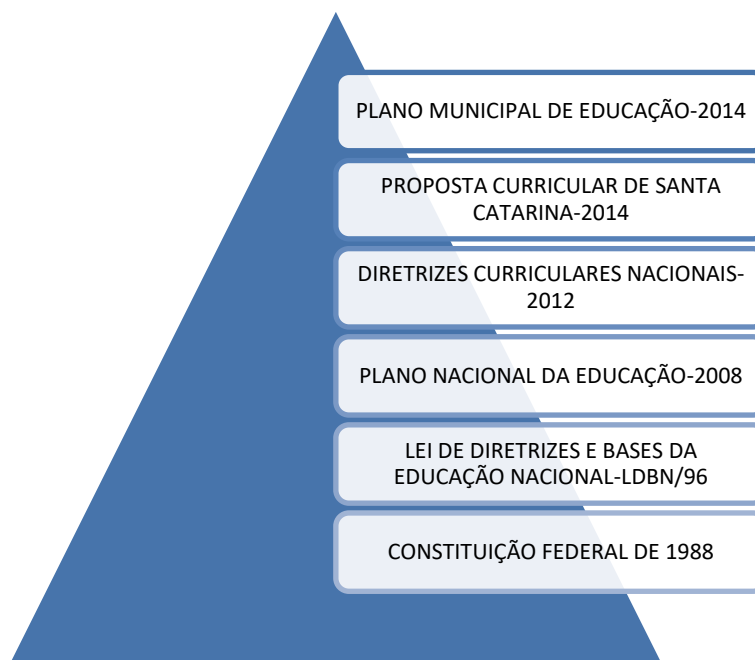 PLANO MUNICIPAL DE EDUCAÇÃO-2014
PROPOSTA CURRICULAR DE SANTA
CATARINA-2014
DIRETRIZES CURRICULARES NACIONAIS-
2012
PLANO NACIONAL DA EDUCAÇÃO-2008
LEI DE DIRETRIZES E BASES DA
EDUCAÇÃO NACIONAL-LDBN/96
CONSTITUIÇÃO FEDERAL DE 1988